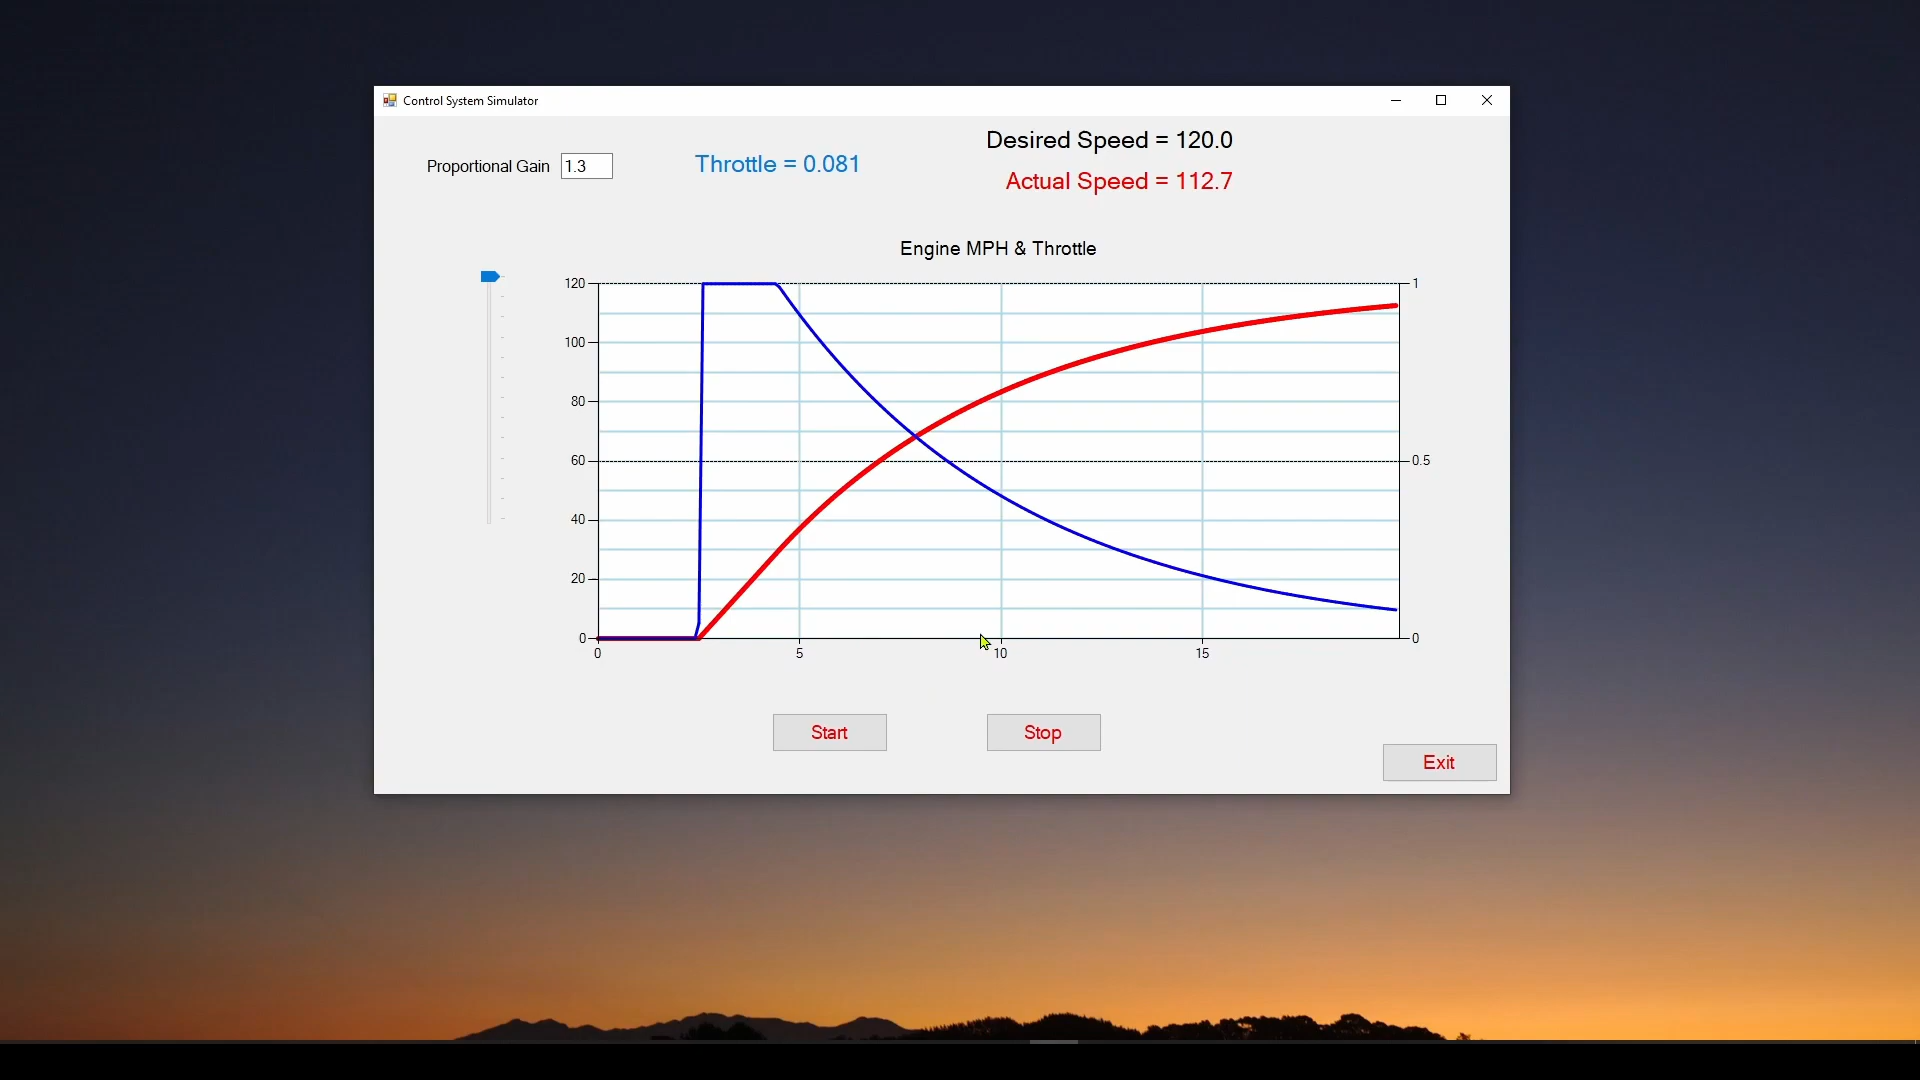 Control System Simulator
Desired Speed = 120.0
Proportional Gain 1.3
Throttle = 0.081
Actual Speed = 112.7
Engine MPH & Throttle
120
100
80
60
40
20
0
1
0.5
0
0 5 10 15
Start
Stop
Exit